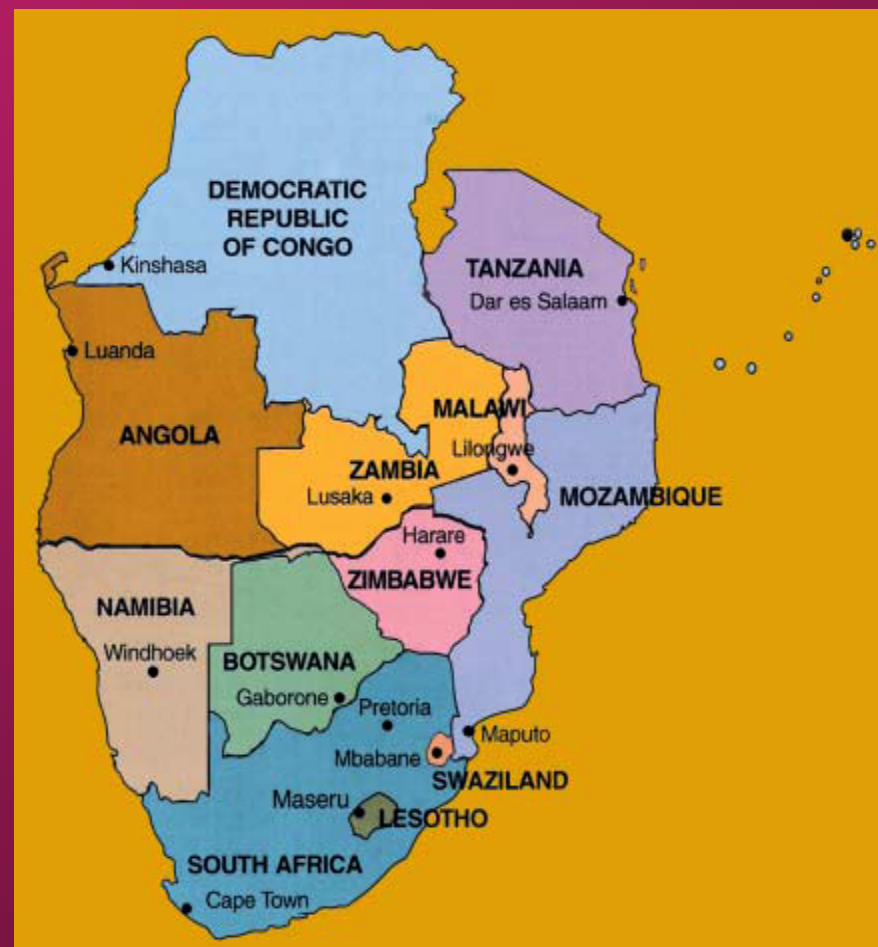 DEMOCRATIC
REPUBLIC
OF CONGO
Kinshasa
TANZANIA
Dar es Salaam
Luanda
ANGOLA
MALAWI
Lilongwe
ZAMBIA
Lusaka
MOZAMBIQUE
Harare
ZIMBABWE
NAMIBIA
Windhoek
BOTSWANA
Gaborone
Pretoria
Maputo
Mbabane
SWAZILAND
Maseru
LESOTHO
SOUTH AFRICA
Cape Town